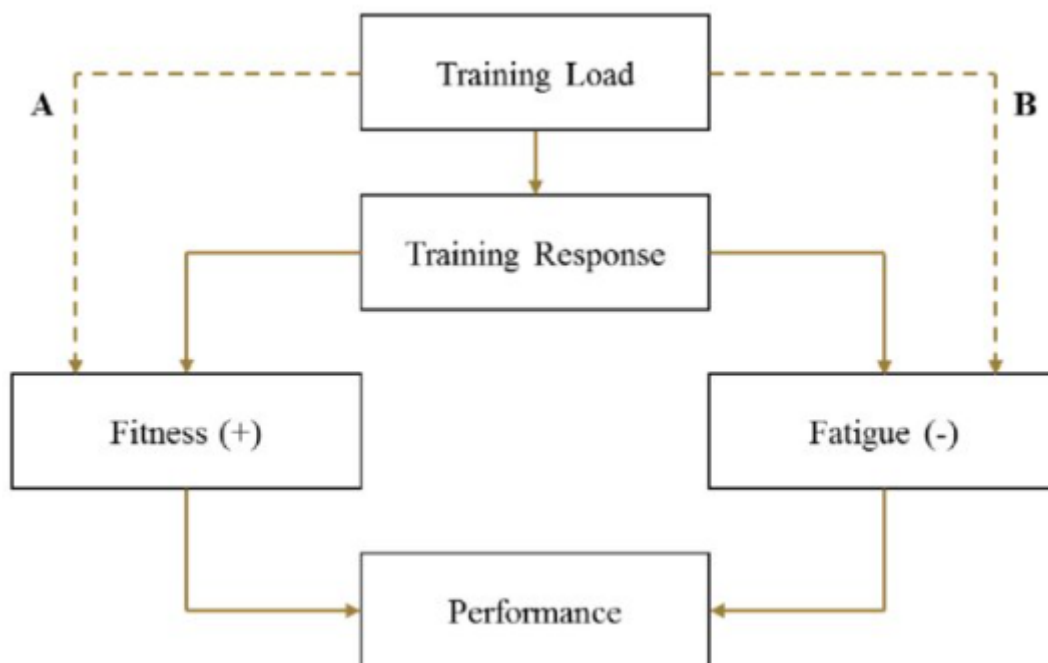 Training Load
A
B
Training Response
Fitness (+)
Fatigue (-)
Performance